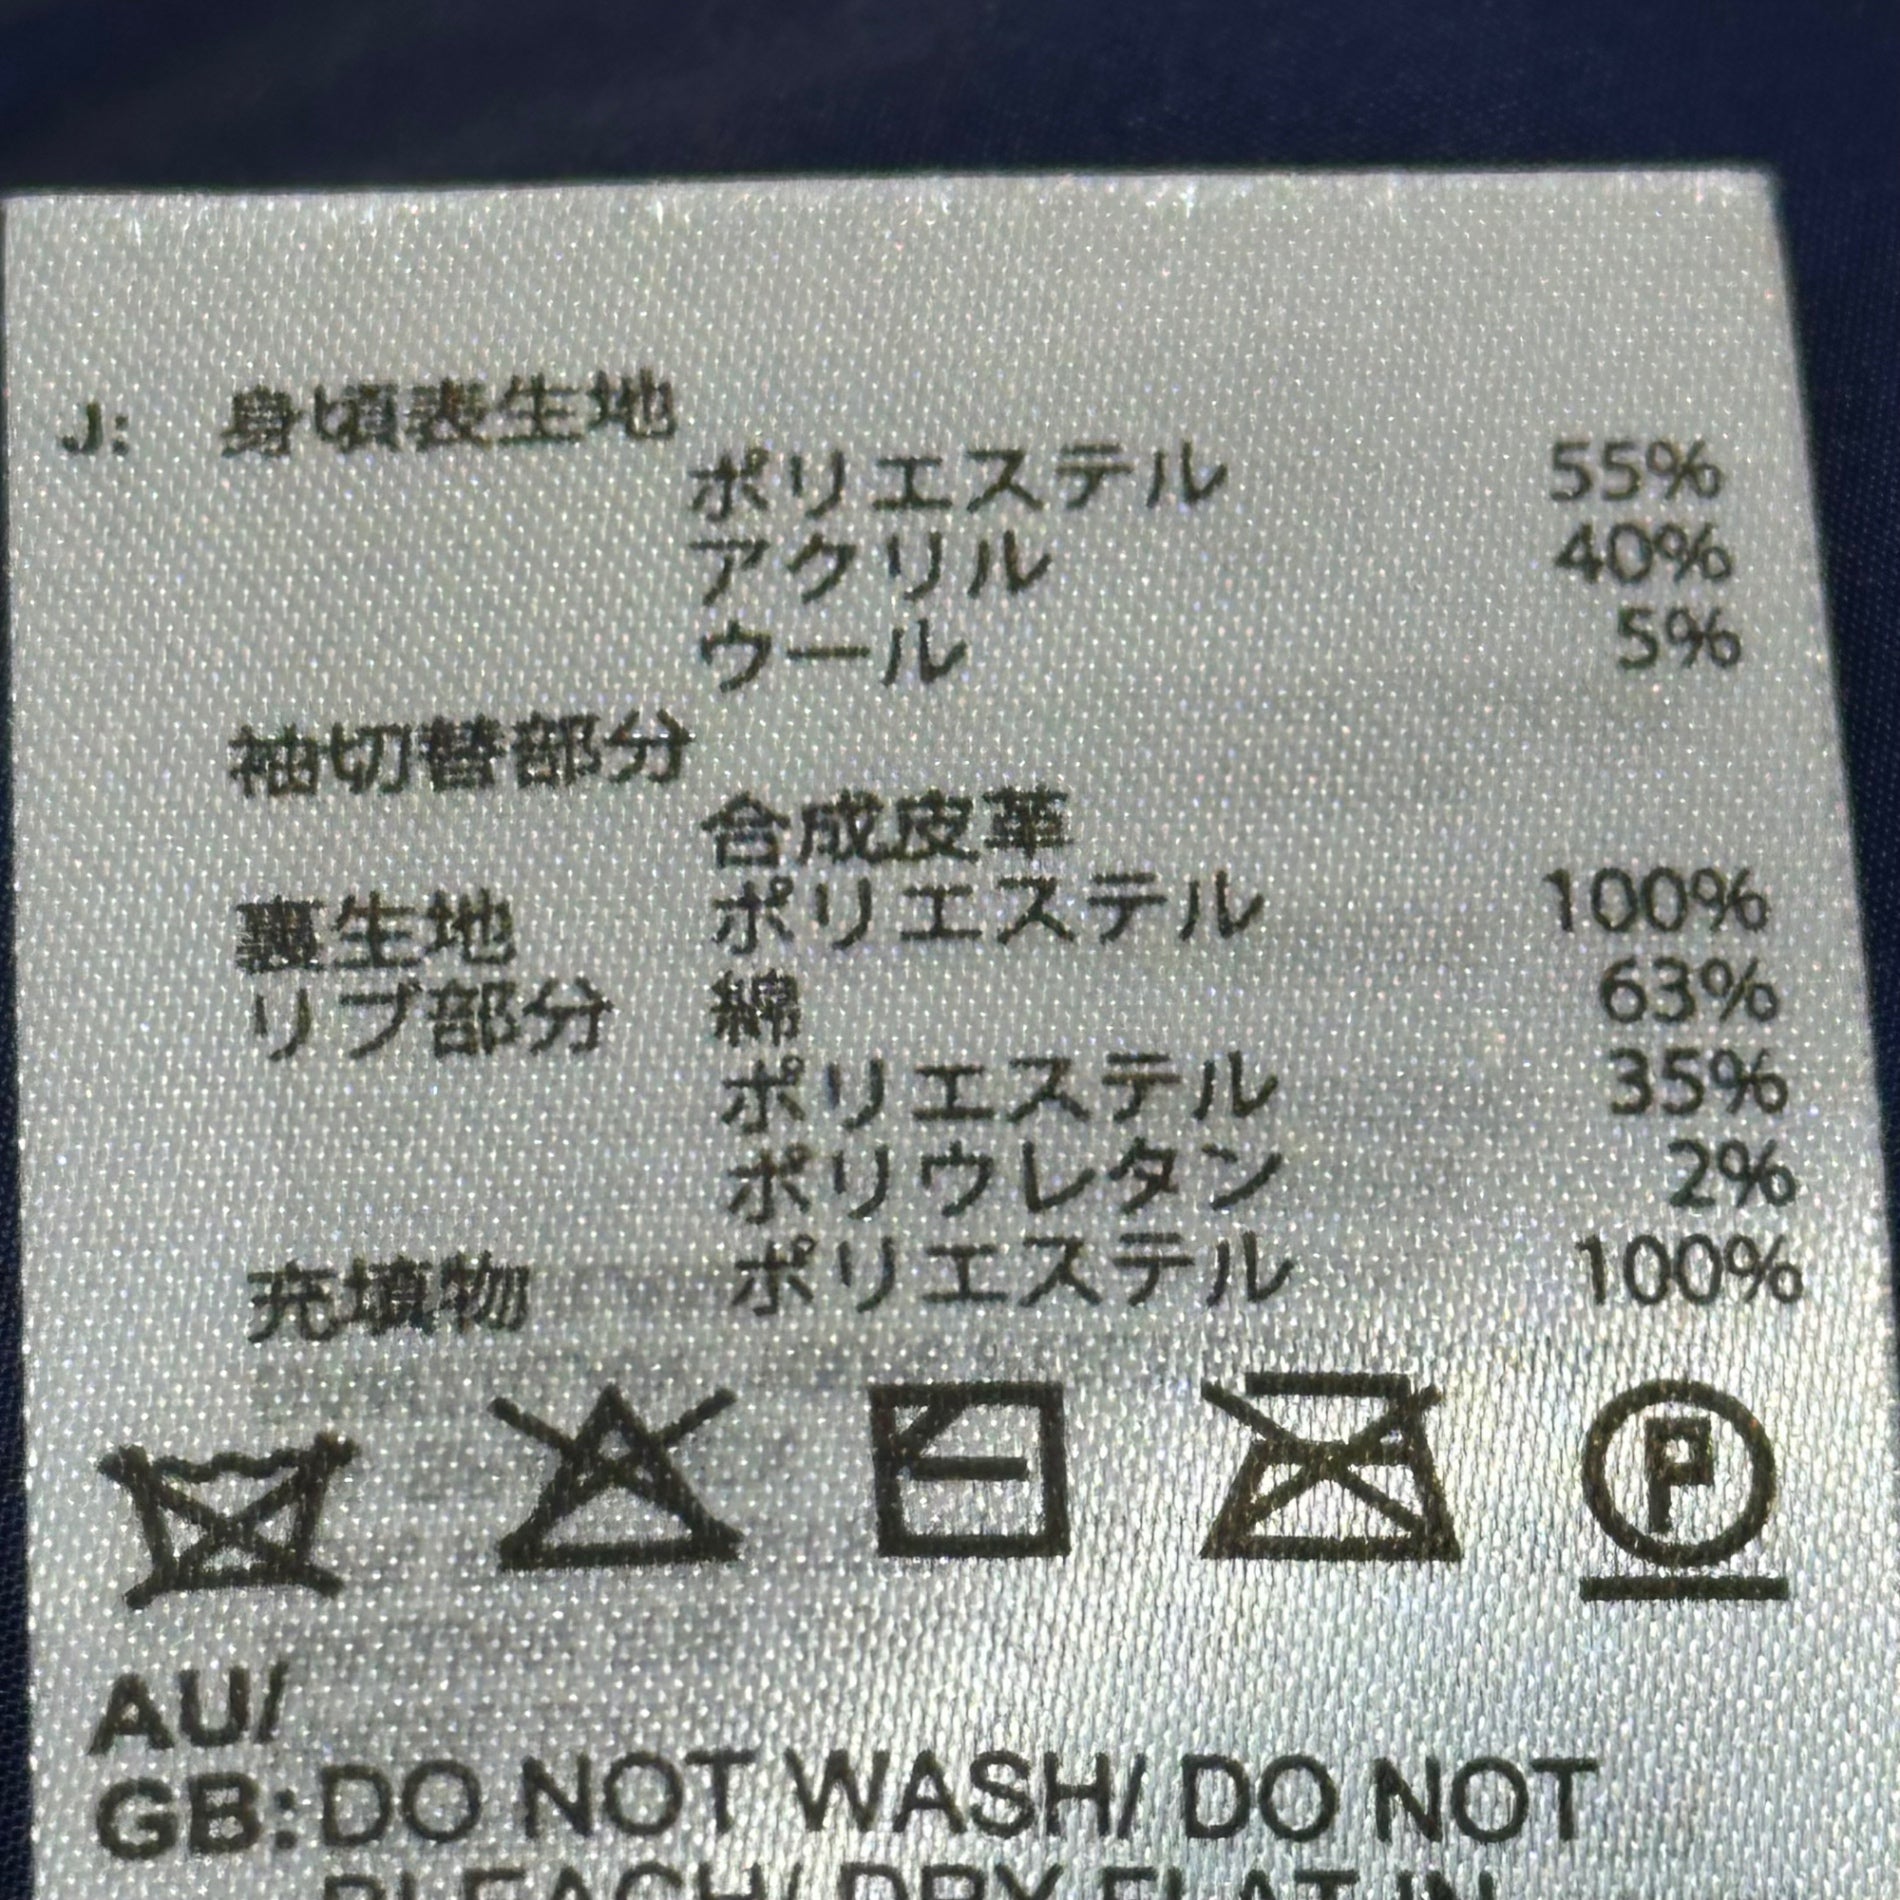 J: 身頃表生地
ポリエステル 55%
アクリル 40%
ウール 5%
袖切替部分
合成皮革
裏生地 ポリエステル 100%
リブ部分 綿 63%
ポリエステル 35%
ポリウレタン 2%
充填物 ポリエステル 100%
P
AU/
GB:DO NOT WASH/ DO NOT
BLEACH/ DRY FLAT IN